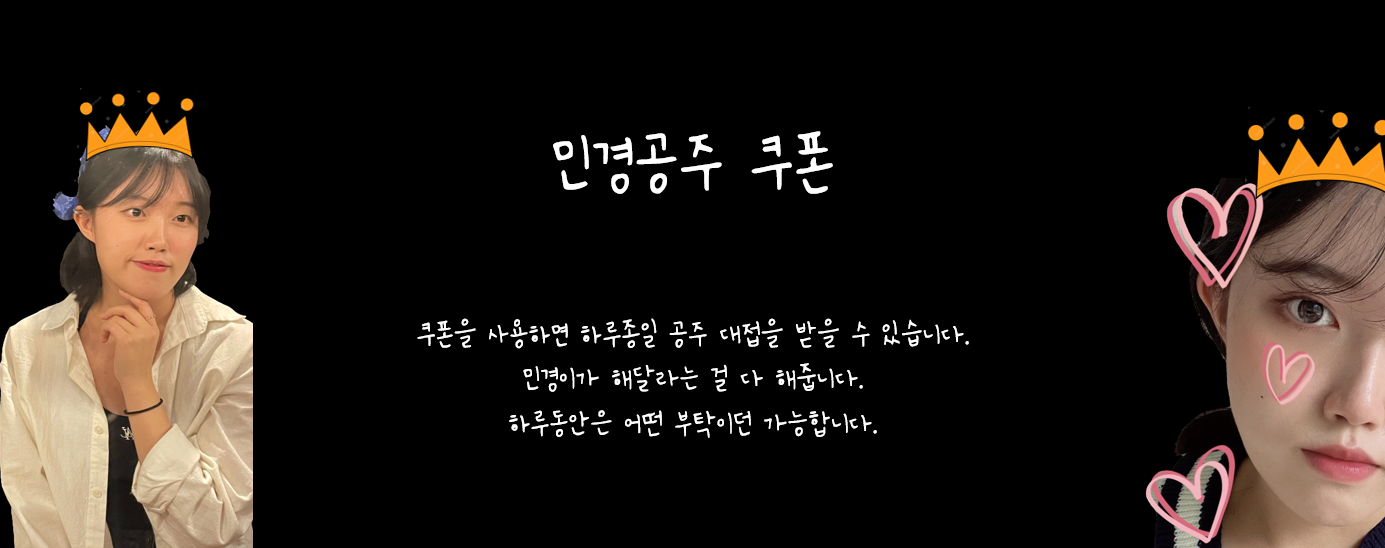 민경공주 쿠폰
쿠폰을 사용하면 하루종일 공주 대접을 받을 수 있습니다.
민경이가 해달라는 걸 다 해줍니다.
하루동안은 어떤 부탁이던 가능합니다.